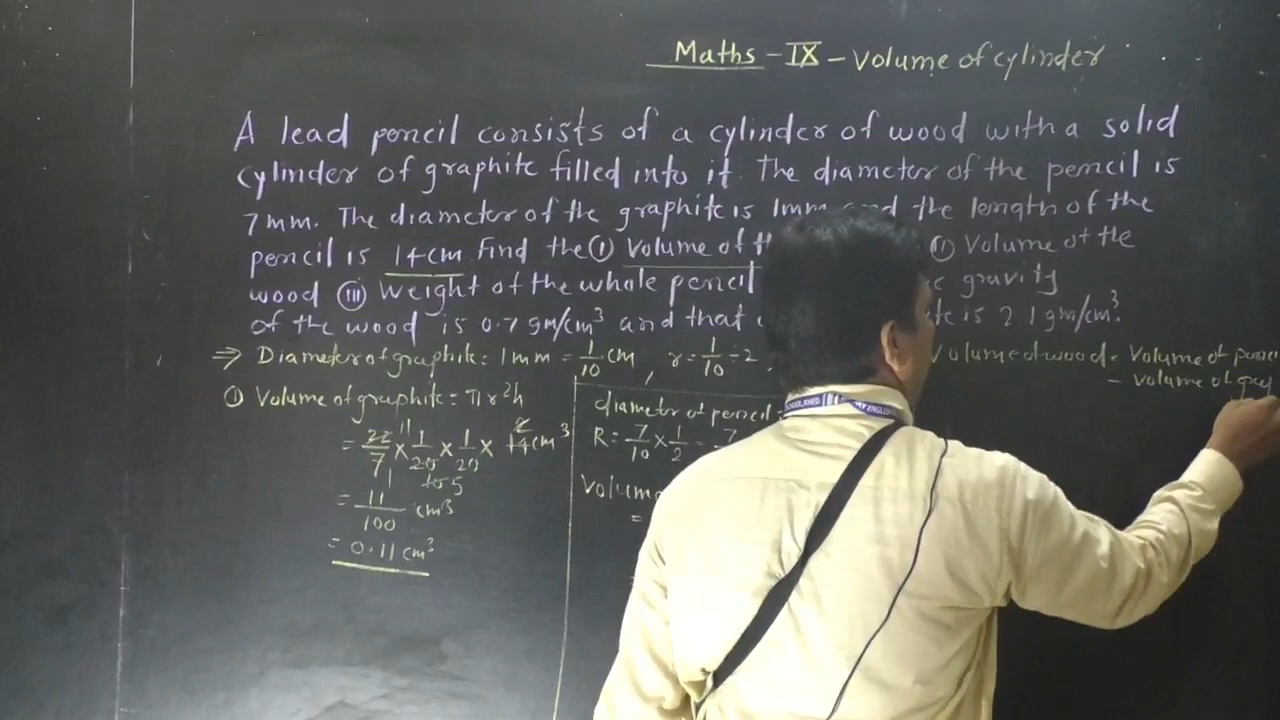 Maths - IX - Volume of cylinder
A lead pencil consists of a cylinder of wood with a solid
cylinder of graphite filled into it. The diameter of the pencil is
7mm. The diameter of the graphite is 1mm and the length of the
pencil is 14cm Find the ① Volume of the ① Volume of the
wood (III) Weight of the whole pencil gravity
of the wood is 0.7 gm/cm³ and that is 2.1 gm/cm³.
⇒ Diameter of graphite = 1mm = 1/10 cm, r = 1/10 ÷ 2,
① Volume of graphite = πr²h
= 22/7 × 1/20 × 1/20 × 14 cm³
= 11/100 cm³
= 0.11 cm³
diameter of pencil =
R = 7/10 × 1/2 = 7
Volume
=
Volume of wood = Volume of
- volume of